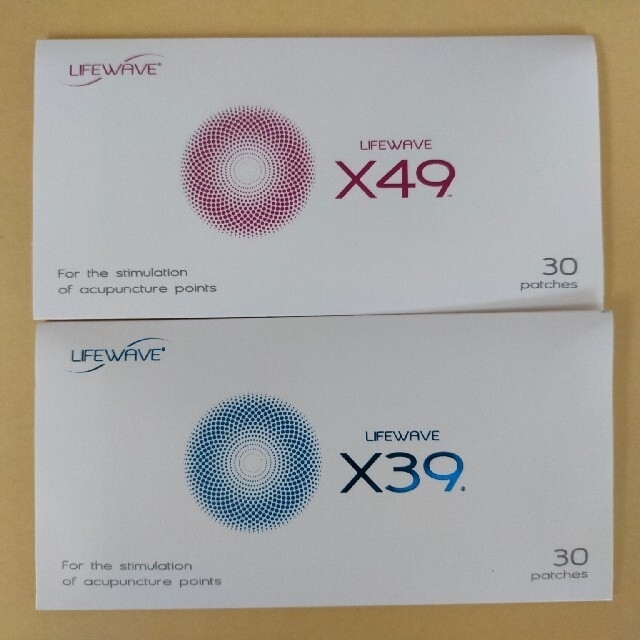 LIFEWAVE®
LIFEWAVE
X49™
For the stimulation
of acupuncture points
30
patches
LIFEWAVE®
LIFEWAVE
X39®
For the stimulation
of acupuncture points
30
patches